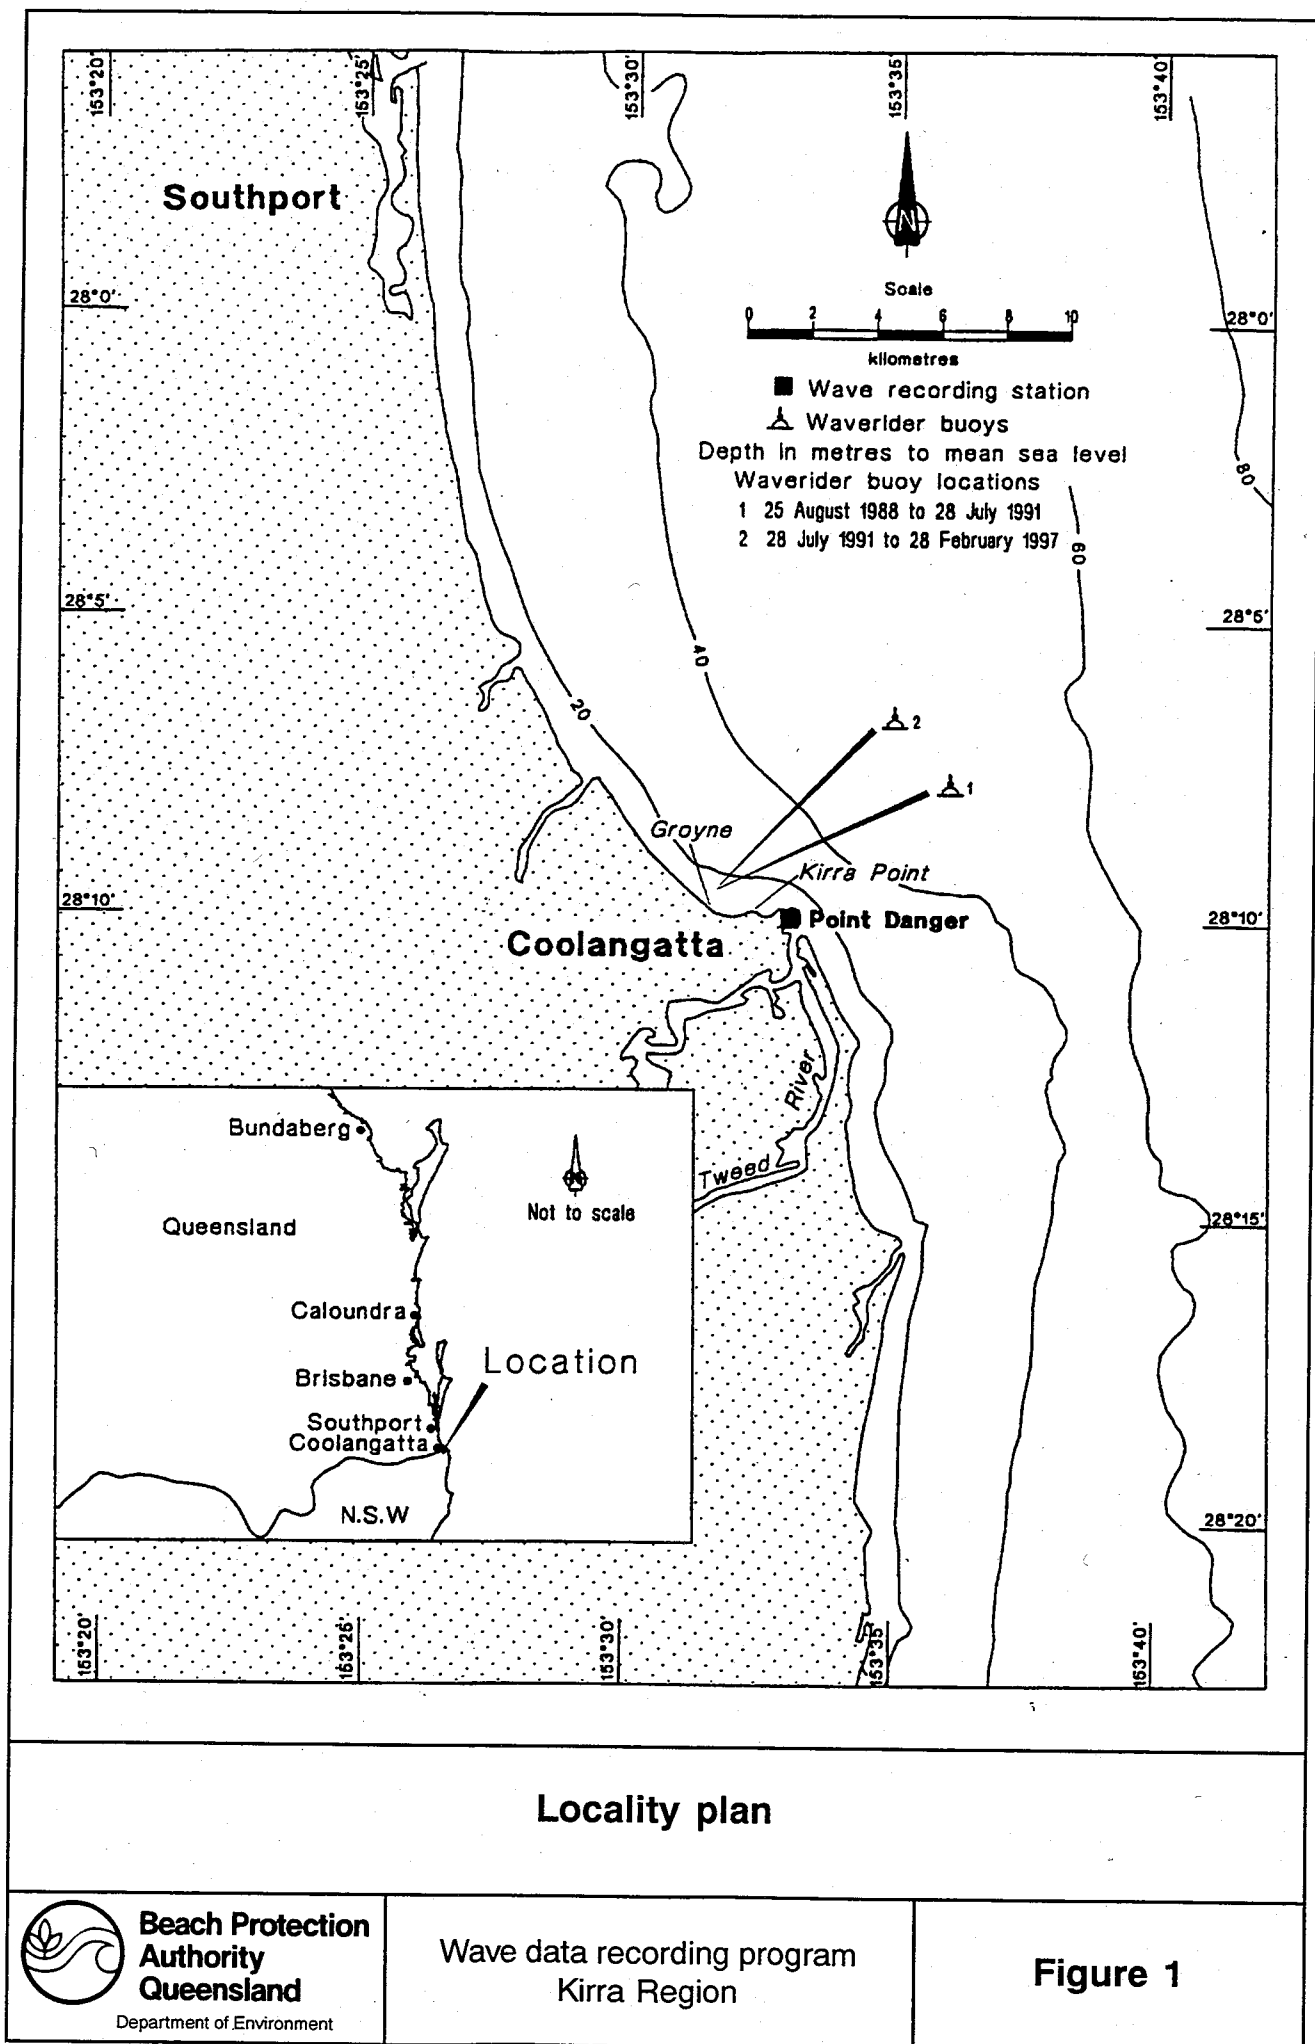 153°20'
153°25'
153°30'
153°35'
153°40'
Southport
N
Scale
0 2 4 6 8 10
kilometres
28°0'
28°0'
Wave recording station
Waverider buoys
Depth in metres to mean sea level
Waverider buoy locations
1 25 August 1988 to 28 July 1991
2 28 July 1991 to 28 February 1997
80
60
28°5'
28°5'
40
20
2
1
Groyne
Kirra Point
28°10'
28°10'
Point Danger
Coolangatta
River
Tweed
Bundaberg
Not to scale
Queensland
28°15'
Caloundra
Location
Brisbane
Southport
Coolangatta
N.S.W
28°20'
153°20'
153°25'
153°30'
153°35'
153°40'
Locality plan
Beach Protection
Authority
Queensland
Department of Environment
Wave data recording program
Kirra Region
Figure 1